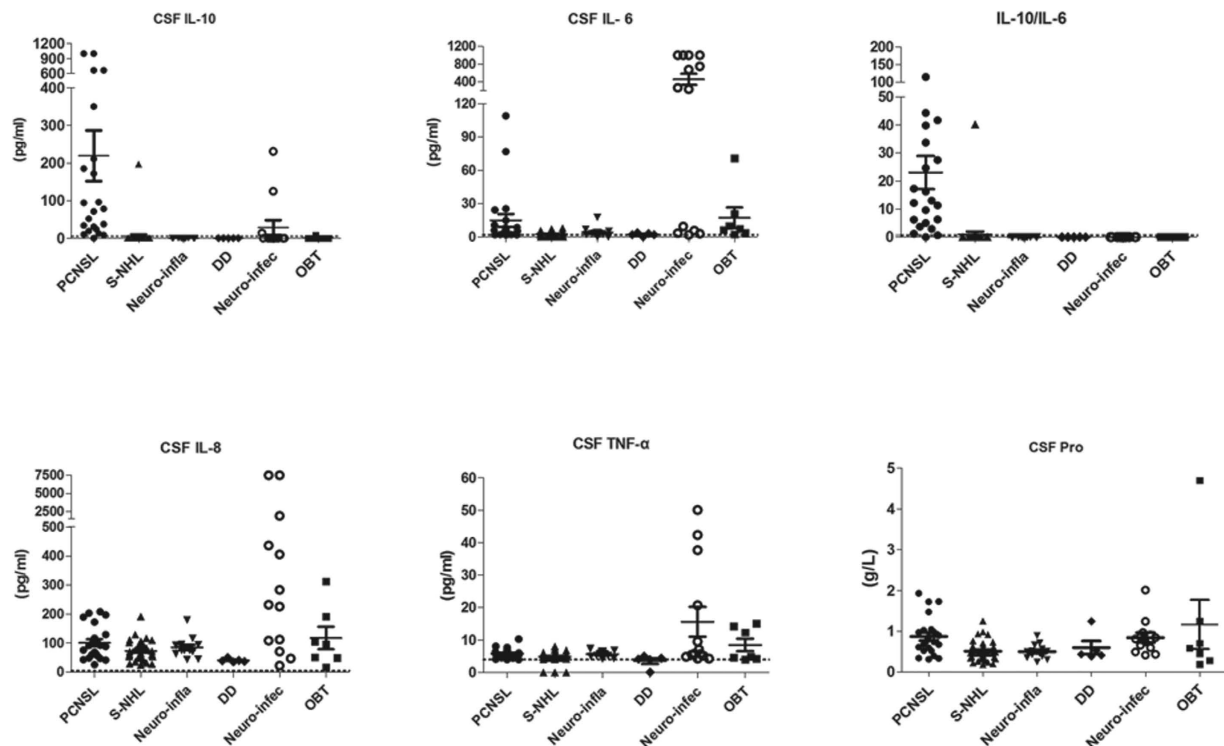 CSF IL-10
1200
900
600
400
300
200
100
0
(pg/ml)
PCNSL
S-NHL
Neuro-infla
DD
Neuro-infec
OBT
CSF IL- 6
1200
800
400
120
90
60
30
0
(pg/ml)
PCNSL
S-NHL
Neuro-infla
DD
Neuro-infec
OBT
IL-10/IL-6
200
150
100
50
40
30
20
10
0
PCNSL
S-NHL
Neuro-infla
DD
Neuro-infec
OBT
CSF IL-8
7500
5000
2500
500
400
300
200
100
0
(pg/ml)
PCNSL
S-NHL
Neuro-infla
DD
Neuro-infec
OBT
CSF TNF-α
60
50
40
30
20
10
0
(pg/ml)
PCNSL
S-NHL
Neuro-infla
DD
Neuro-infec
OBT
CSF Pro
5
4
3
2
1
0
(g/L)
PCNSL
S-NHL
Neuro-infla
DD
Neuro-infec
OBT